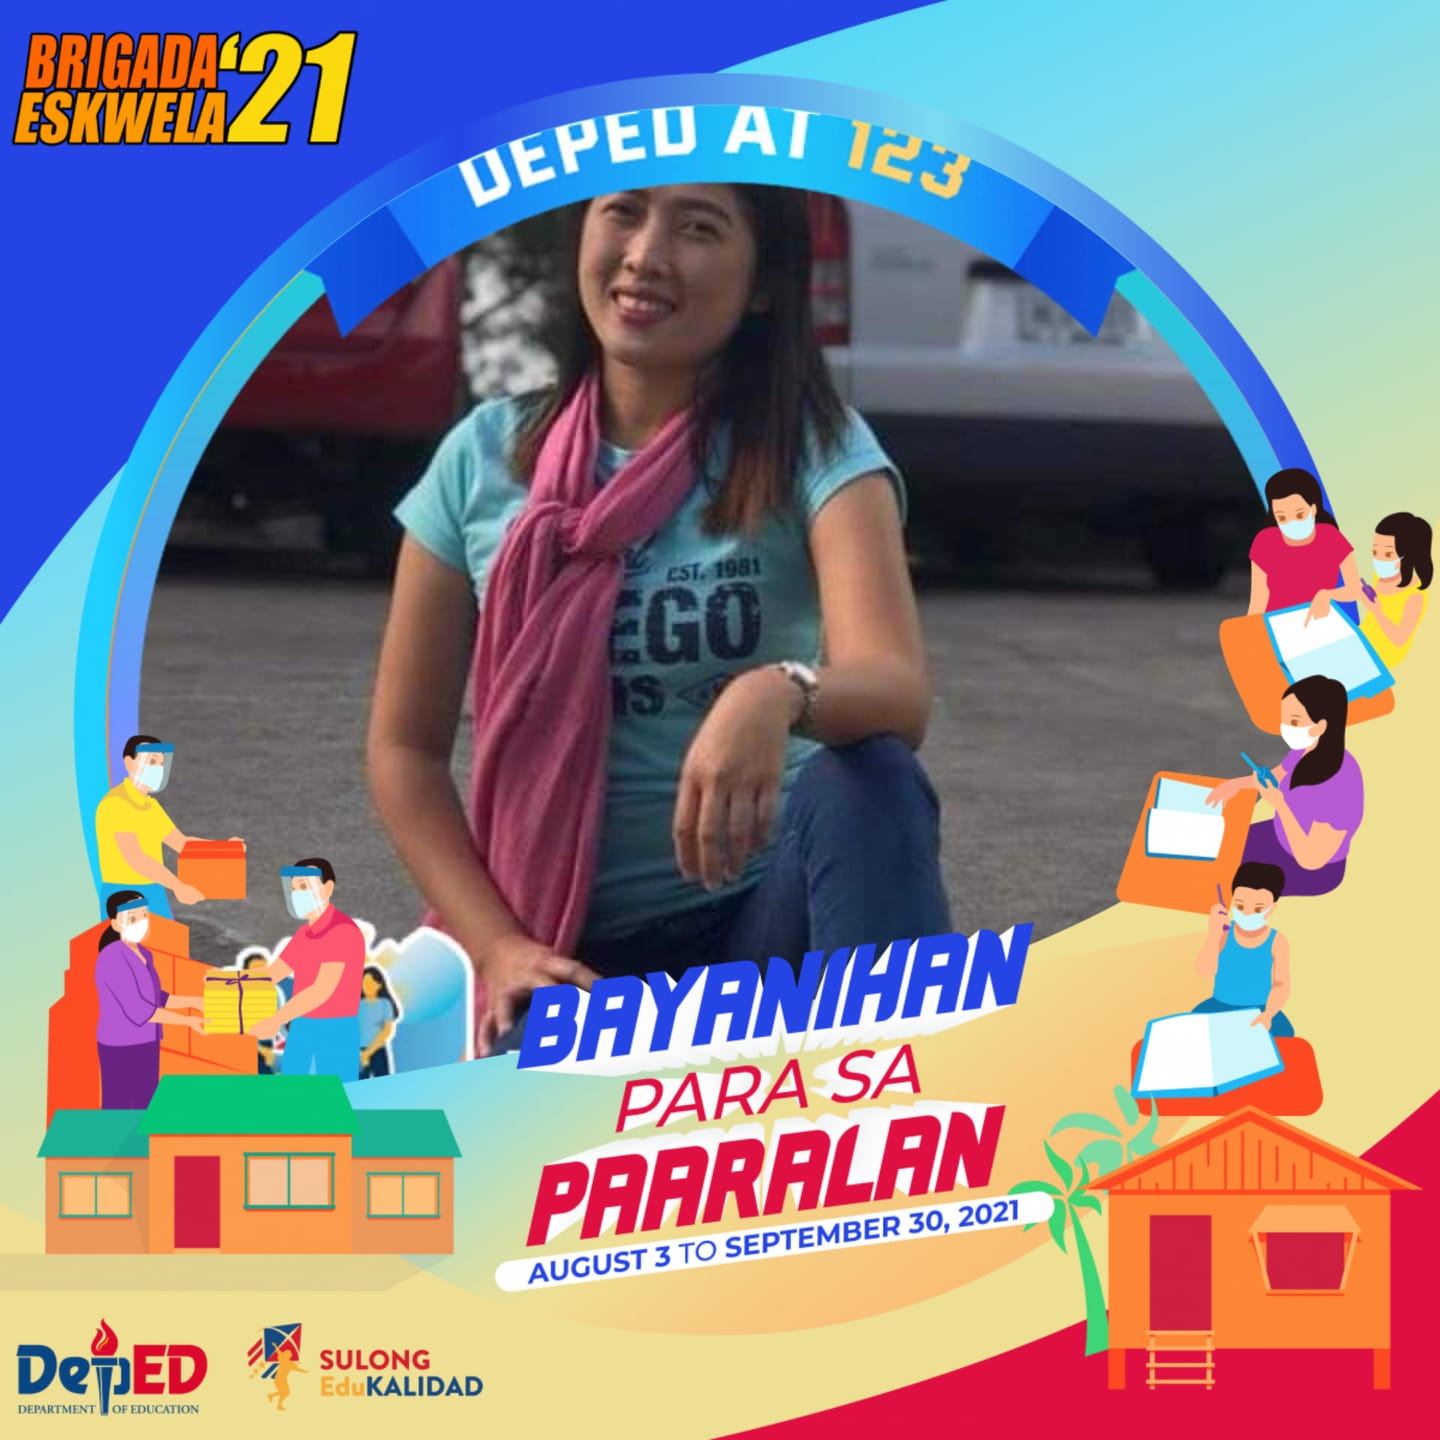 BRIGADA
ESKWELA '21
DEPED AT 123
EST. 1981
EGO
BAYANIHAN
PARA SA
PAARALAN
AUGUST 3 TO SEPTEMBER 30, 2021
DepED
DEPARTMENT OF EDUCATION
SULONG
EduKALIDAD